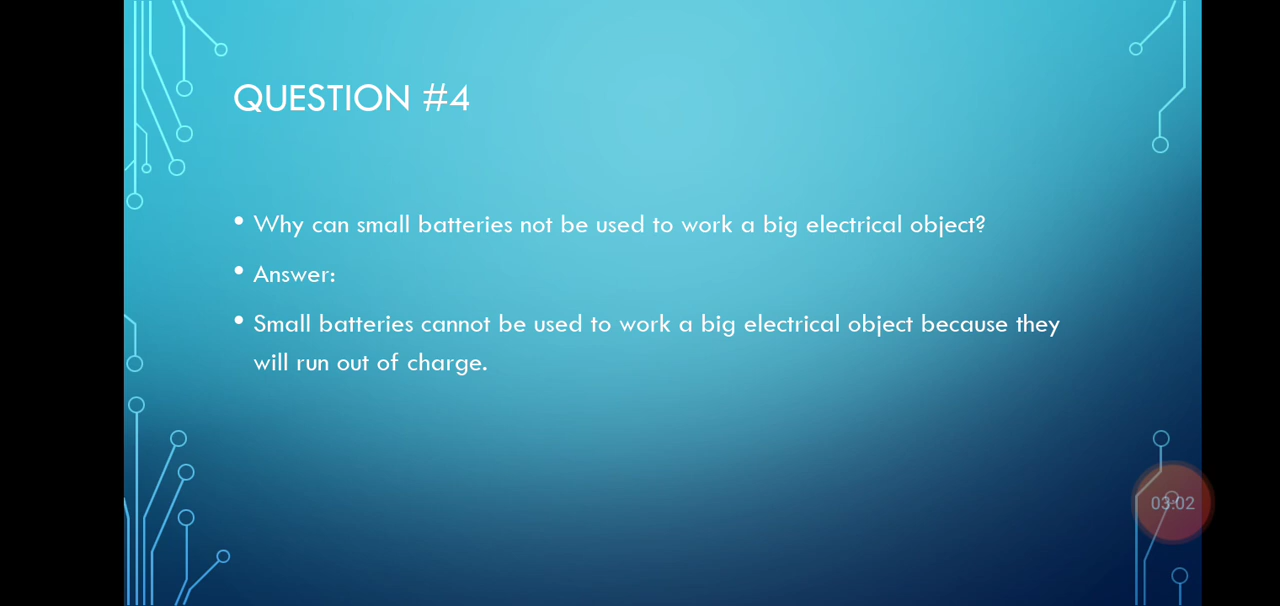 QUESTION #4
• Why can small batteries not be used to work a big electrical object?
• Answer:
• Small batteries cannot be used to work a big electrical object because they
will run out of charge.
03:02